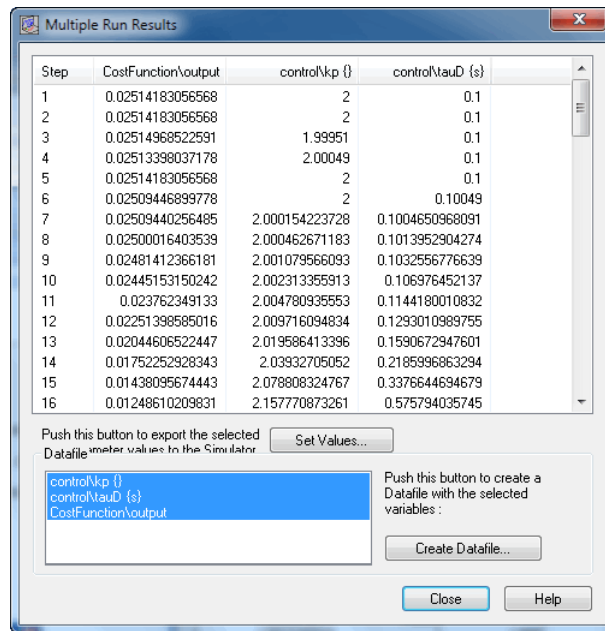 Multiple Run Results
Step CostFunction\output control\kp {} control\tauD {s}
1 0.02514183056568 2 0.1
2 0.02514183056568 2 0.1
3 0.02514968522591 1.99951 0.1
4 0.02513398037178 2.00049 0.1
5 0.02514183056568 2 0.1
6 0.02509446899778 2 0.10049
7 0.02509440256485 2.000154223728 0.1004650968091
8 0.02500016403539 2.000462671183 0.1013952904274
9 0.02481412366181 2.001079566093 0.1032556776639
10 0.02445153150242 2.002313355913 0.106976452137
11 0.023762349133 2.004780935553 0.1144180010832
12 0.02251398585016 2.009716094834 0.1293010989755
13 0.02044606522447 2.019586413396 0.1590672947601
14 0.01752252928343 2.03932705052 0.2185996863294
15 0.01438095674443 2.078808324767 0.3376644694679
16 0.01248610209831 2.157770873261 0.575794035745
Push this button to export the selected
meter values to the Simulator
Set Values...
Datafile
control\kp {}
control\tauD {s}
CostFunction\output
Push this button to create a
Datafile with the selected
variables :
Create Datafile...
Close Help